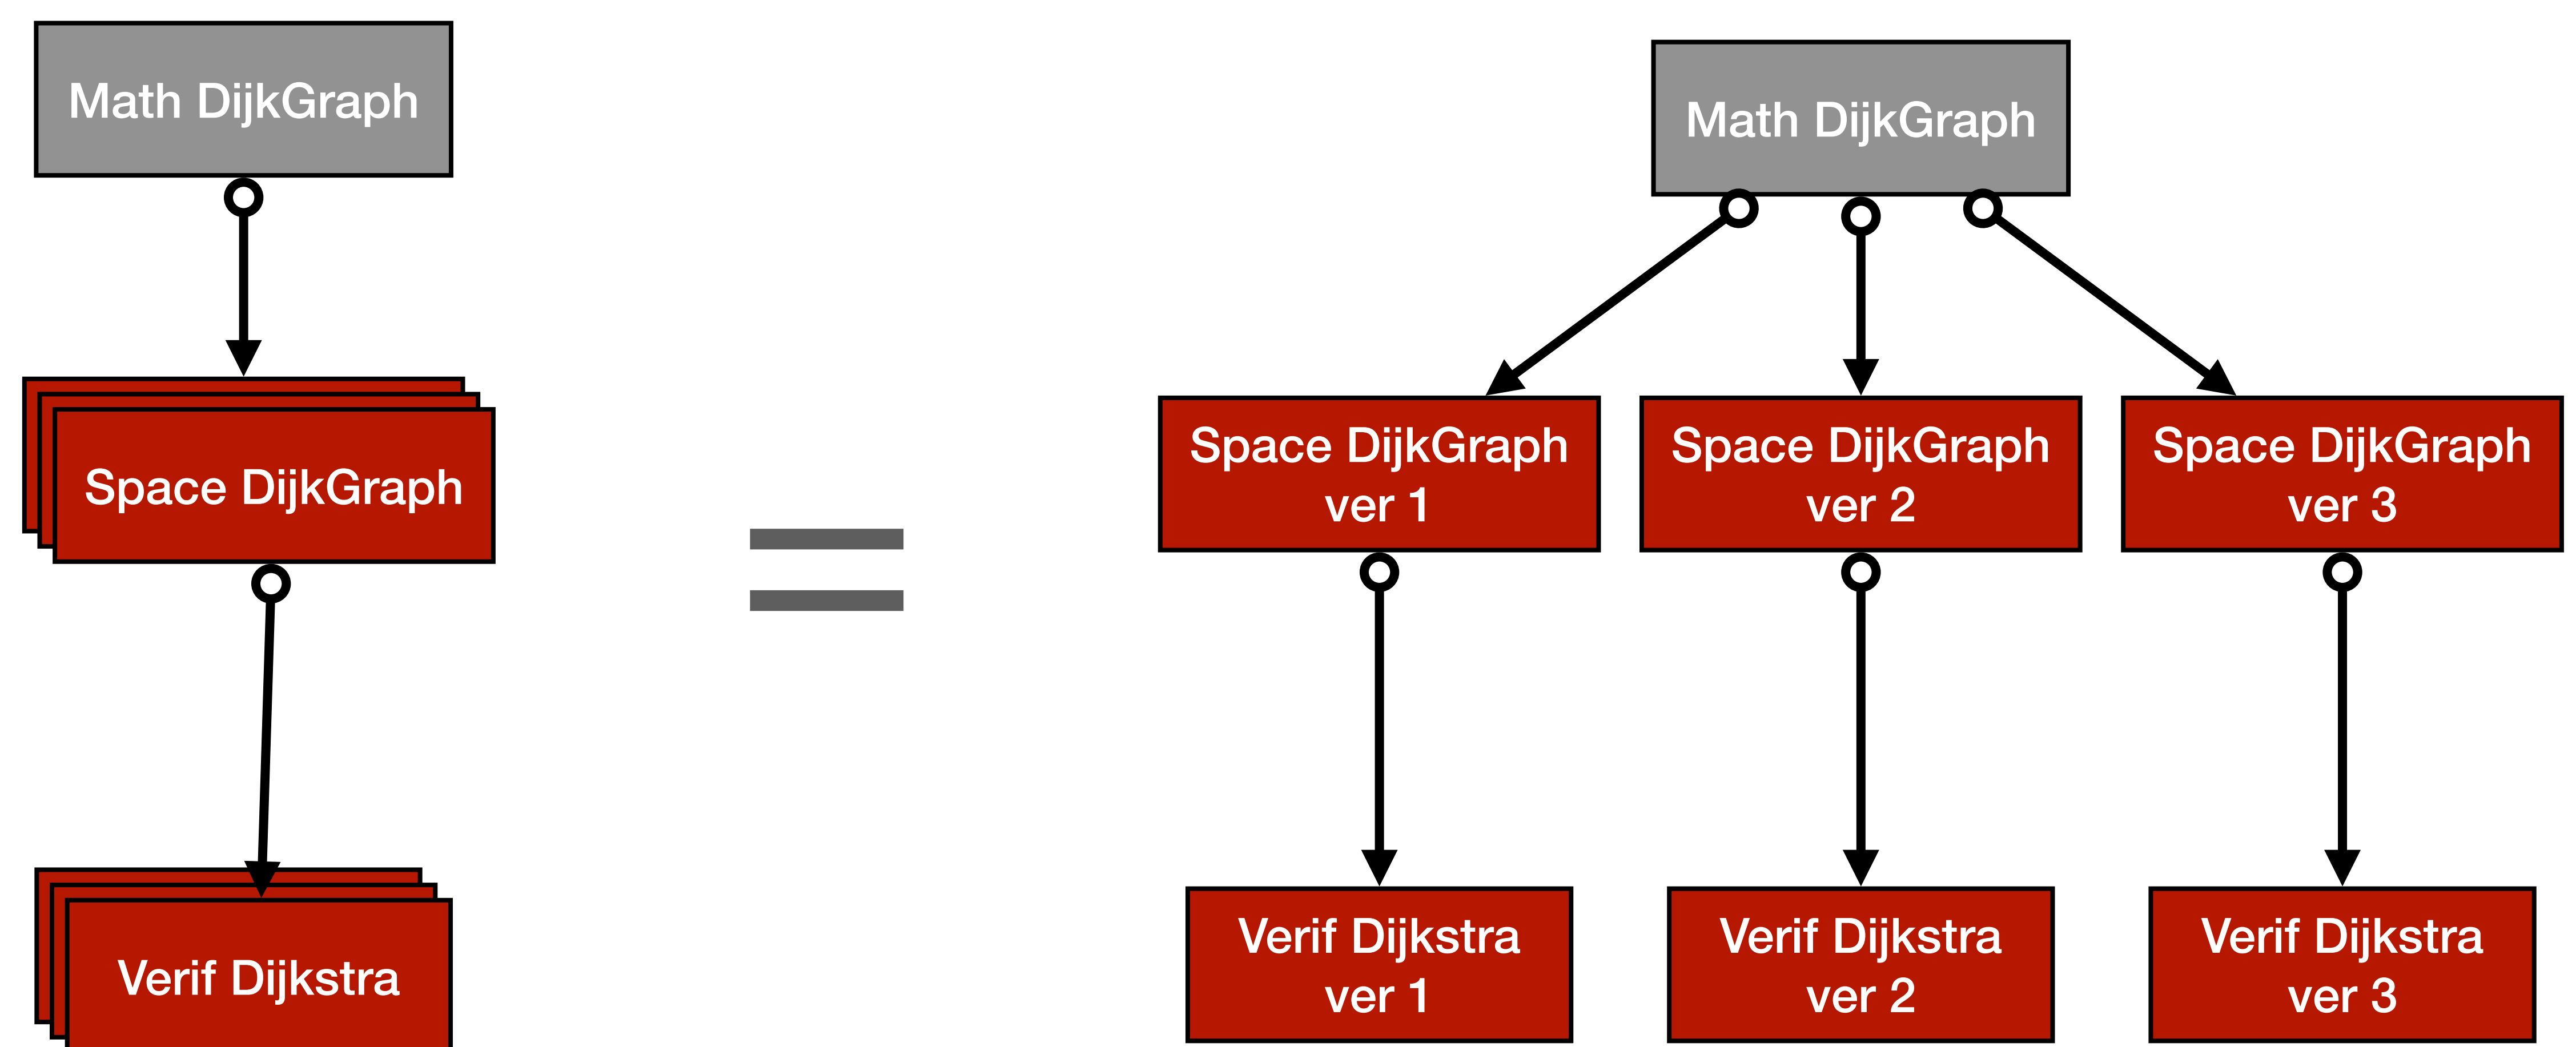 Math DijkGraph
Space DijkGraph
Verif Dijkstra
=
Math DijkGraph
Space DijkGraph
ver 1
Space DijkGraph
ver 2
Space DijkGraph
ver 3
Verif Dijkstra
ver 1
Verif Dijkstra
ver 2
Verif Dijkstra
ver 3